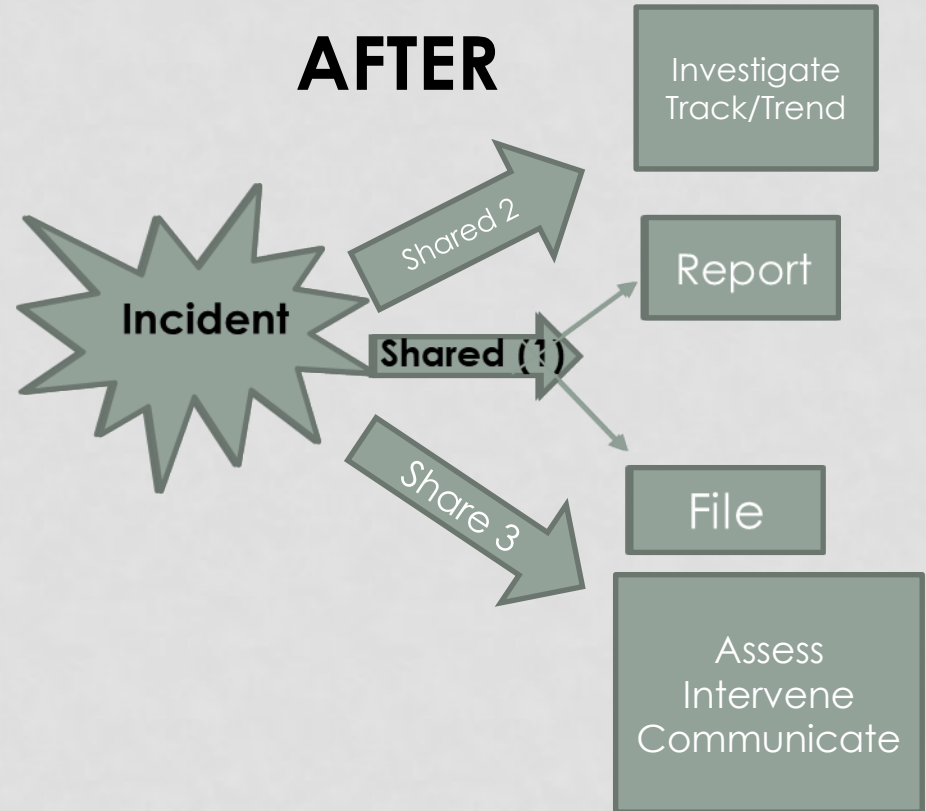 AFTER
Investigate
Track/Trend
Shared 2
Report
Incident
Shared (1)
Share 3
File
Assess
Intervene
Communicate